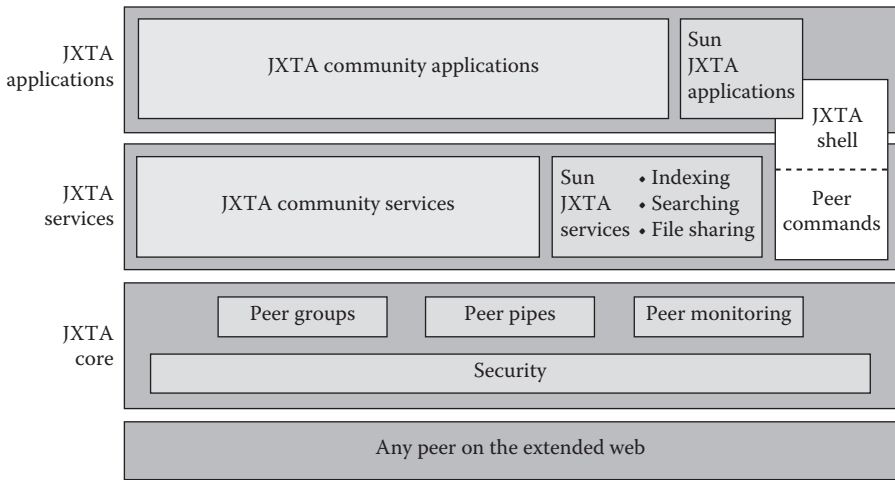 JXTA
applications
JXTA community applications
Sun
JXTA
applications
JXTA
shell
JXTA
services
JXTA community services
Sun
JXTA
services
• Indexing
• Searching
• File sharing
Peer
commands
JXTA
core
Peer groups
Peer pipes
Peer monitoring
Security
Any peer on the extended web